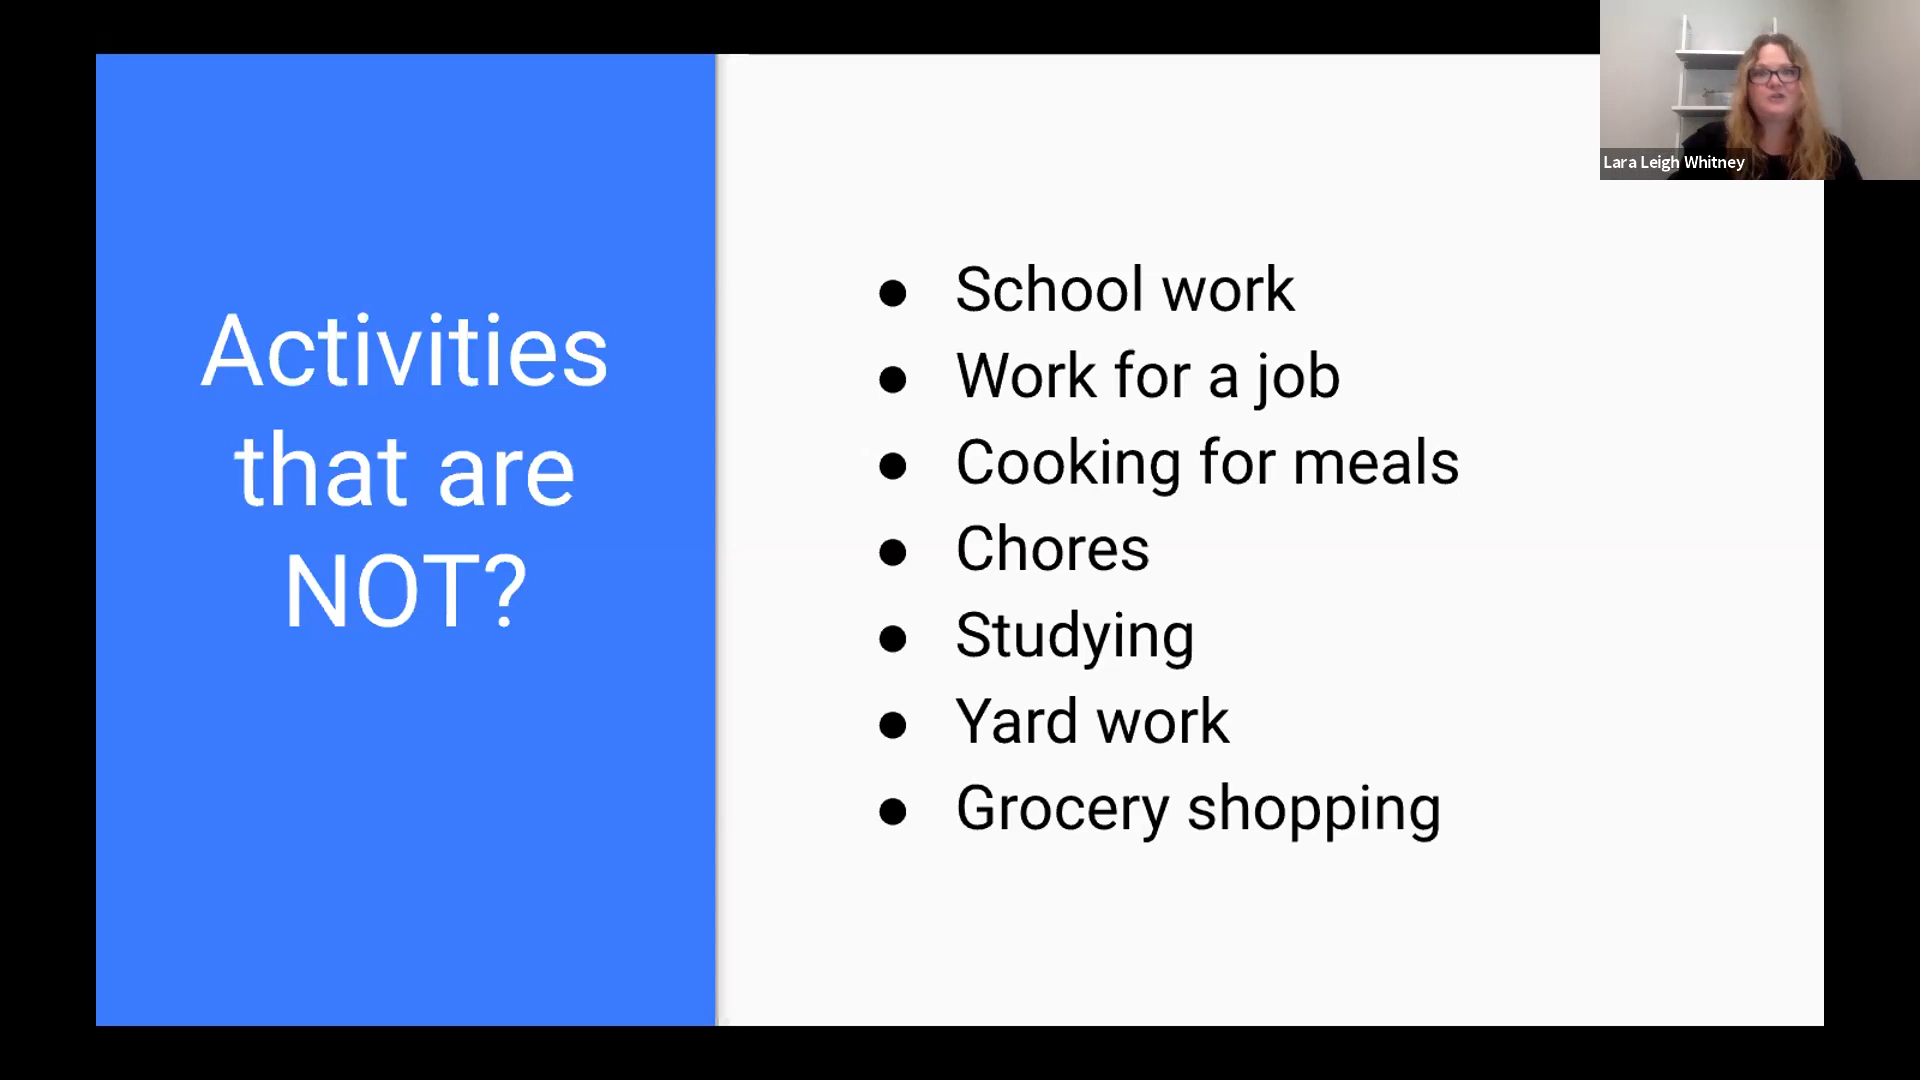 Activities
that are
NOT?
● School work
● Work for a job
● Cooking for meals
● Chores
● Studying
● Yard work
● Grocery shopping
Lara Leigh Whitney